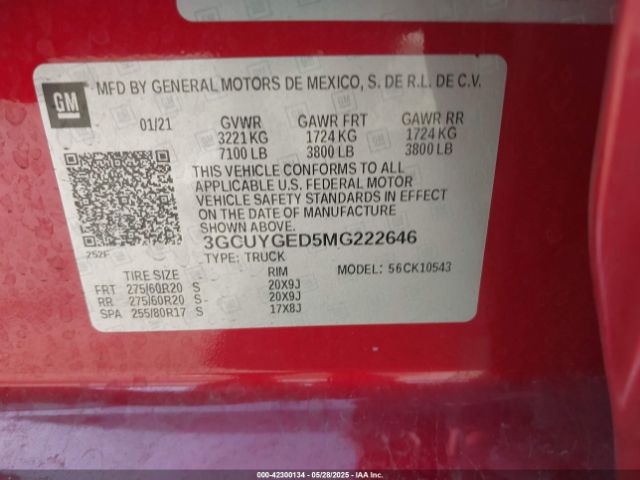 MFD BY GENERAL MOTORS DE MEXICO, S. DE R.L. DE C.V.
GM
01/21 GVWR GAWR FRT GAWR RR
3221 KG 1724 KG 1724 KG
7100 LB 3800 LB 3800 LB
THIS VEHICLE CONFORMS TO ALL
APPLICABLE U.S. FEDERAL MOTOR
VEHICLE SAFETY STANDARDS IN EFFECT
ON THE DATE OF MANUFACTURE
SHOWN ABOVE.
3GCUYGED5MG222646
252F
TYPE: TRUCK
TIRE SIZE RIM MODEL: 56CK10543
FRT 275/60R20 S 20X9J
RR 275/60R20 S 20X9J
SPA 255/80R17 S 17X8J
00-42300134 - 05/28/2025 - IAA, Inc.